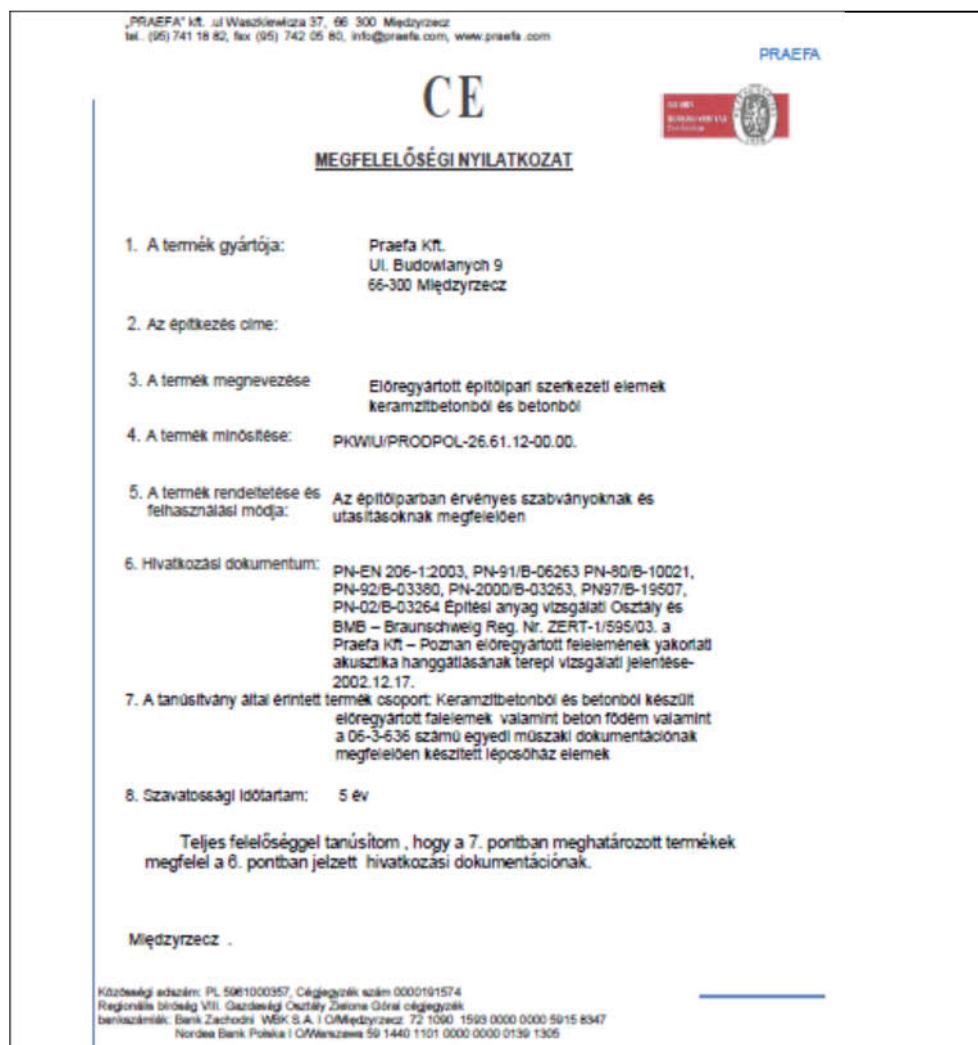 „PRAEFA" kft. .ul Waszkiewicza 37, 66 300 Międzyrzecz
tel.. (95) 741 18 82, fax (95) 742 05 80, info@praefa.com, www.praefa .com
PRAEFA
CE
MEGFELELŐSÉGI NYILATKOZAT
1. A termék gyártója: Praefa Kft.
Ul. Budowlanych 9
66-300 Międzyrzecz
2. Az építkezés címe:
3. A termék megnevezése Előregyártott építőipari szerkezeti elemek
keramzitbetonból és betonból
4. A termék minősítése: PKWIU/PRODPOL-26.61.12-00.00.
5. A termék rendeltetése és Az építőiparban érvényes szabványoknak és
felhasználási módja: utasításoknak megfelelően
6. Hivatkozási dokumentum: PN-EN 206-1:2003, PN-91/B-06263 PN-80/B-10021,
PN-92/B-03380, PN-2000/B-03263, PN97/B-19507,
PN-02/B-03264 Építési anyag vizsgálati Osztály és
BMB – Braunschweig Reg. Nr. ZERT-1/595/03. a
Praefa Kft – Poznan előregyártott felelemének yakorlati
akusztika hanggátlásának terepi vizsgálati jelentése-
2002.12.17.
7. A tanúsítvány által érintett termék csoport: Keramzitbetonból és betonból készült
előregyártott falelemek valamint beton födém valamint
a 06-3-636 számú egyedi műszaki dokumentációnak
megfelelően készített lépcsőház elemek
8. Szavatossági időtartam: 5 év
Teljes felelőséggel tanúsítom , hogy a 7. pontban meghatározott termékek
megfelel a 6. pontban jelzett hivatkozási dokumentációnak.
Międzyrzecz .
Közösségi adszám: PL 5961000357, Cégjegyzék szám 0000191574
Regionális bíróság VIII. Gazdasági Osztály Zielona Górai cégjegyzék
bankszámlák: Bank Zachodni WBK S.A. I O/Międzyrzecz 72 1090 1593 0000 0000 5915 8347
Nordea Bank Polska I O/Warszawa 59 1440 1101 0000 0000 0139 1305